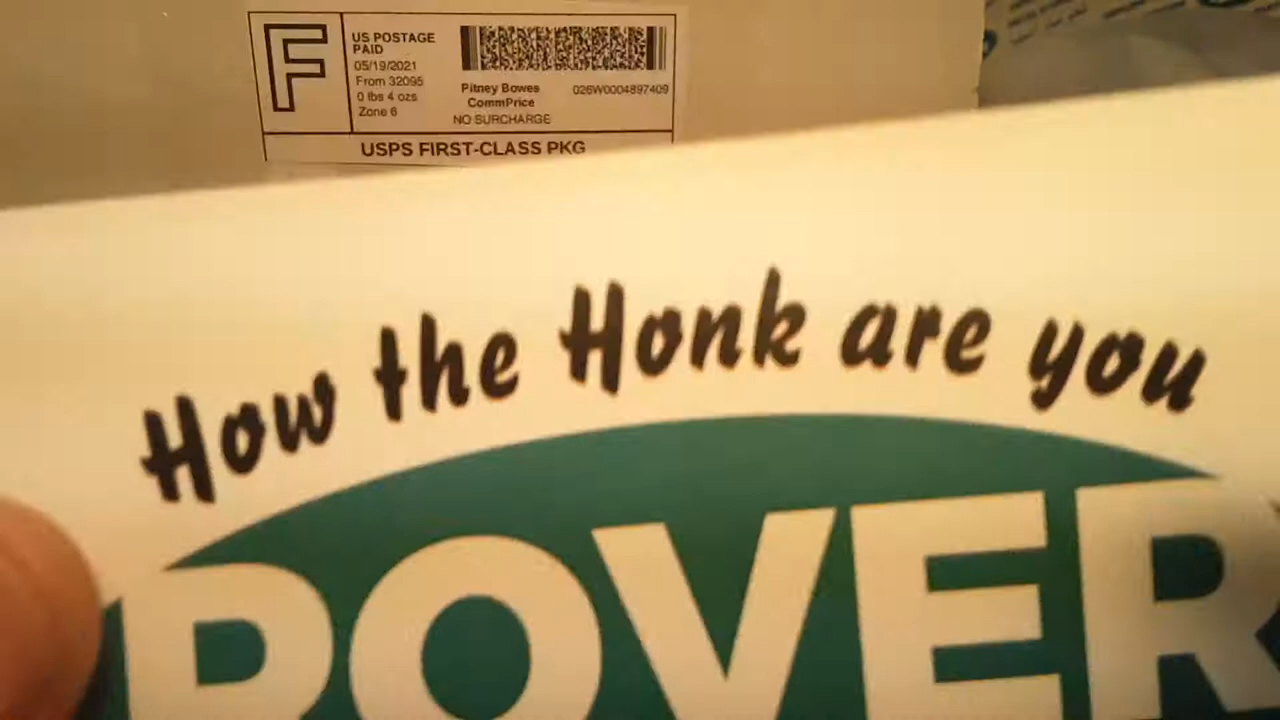 F
US POSTAGE
PAID
05/19/2021
From 32095
0 lbs 4 ozs
Zone 6
Pitney Bowes
CommPrice
026W0004897409
NO SURCHARGE
USPS FIRST-CLASS PKG
How the Honk are you
ROVER